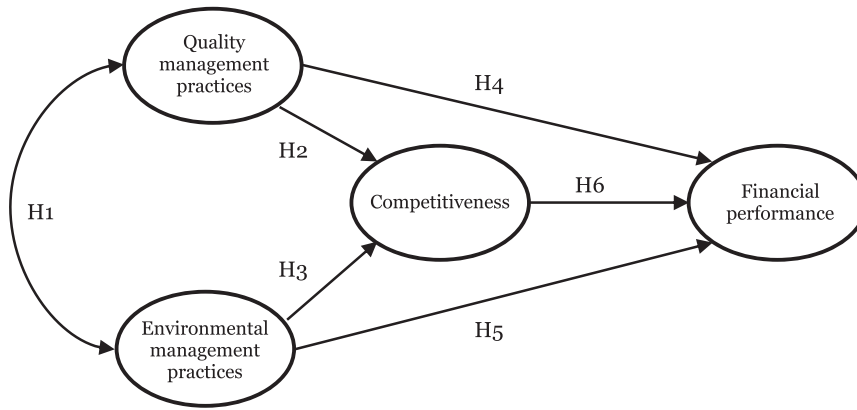 Quality
management
practices
H4
H2
Competitiveness
H6
Financial
performance
H1
H3
Environmental
management
practices
H5